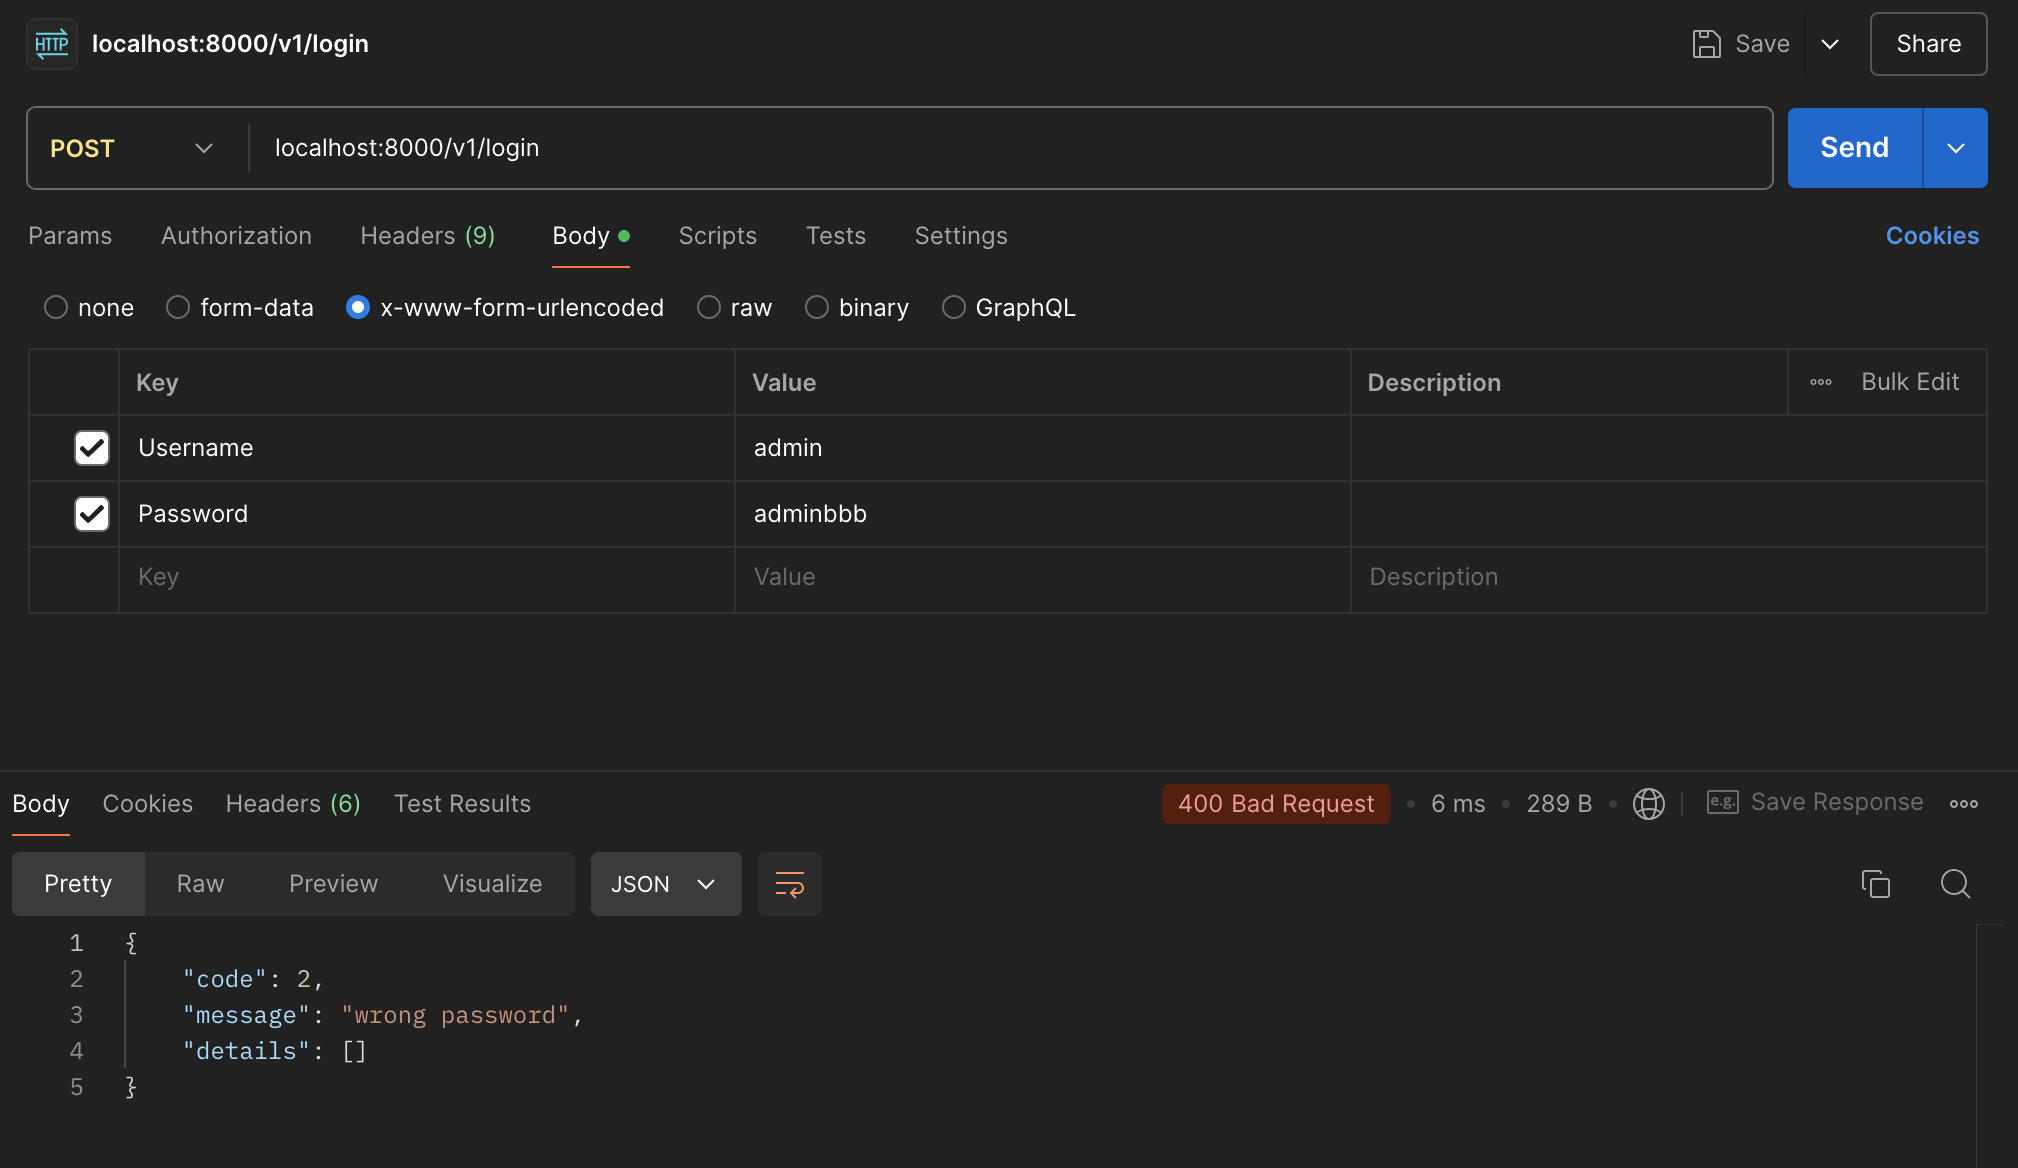 HTTP localhost:8000/v1/login Save Share
POST localhost:8000/v1/login Send
Params Authorization Headers (9) Body Scripts Tests Settings Cookies
none form-data x-www-form-urlencoded raw binary GraphQL
Key Value Description Bulk Edit
Username admin
Password adminbbb
Key Value Description
Body Cookies Headers (6) Test Results 400 Bad Request 6 ms 289 B e.g. Save Response
Pretty Raw Preview Visualize JSON
1 {
2 "code": 2,
3 "message": "wrong password",
4 "details": []
5 }